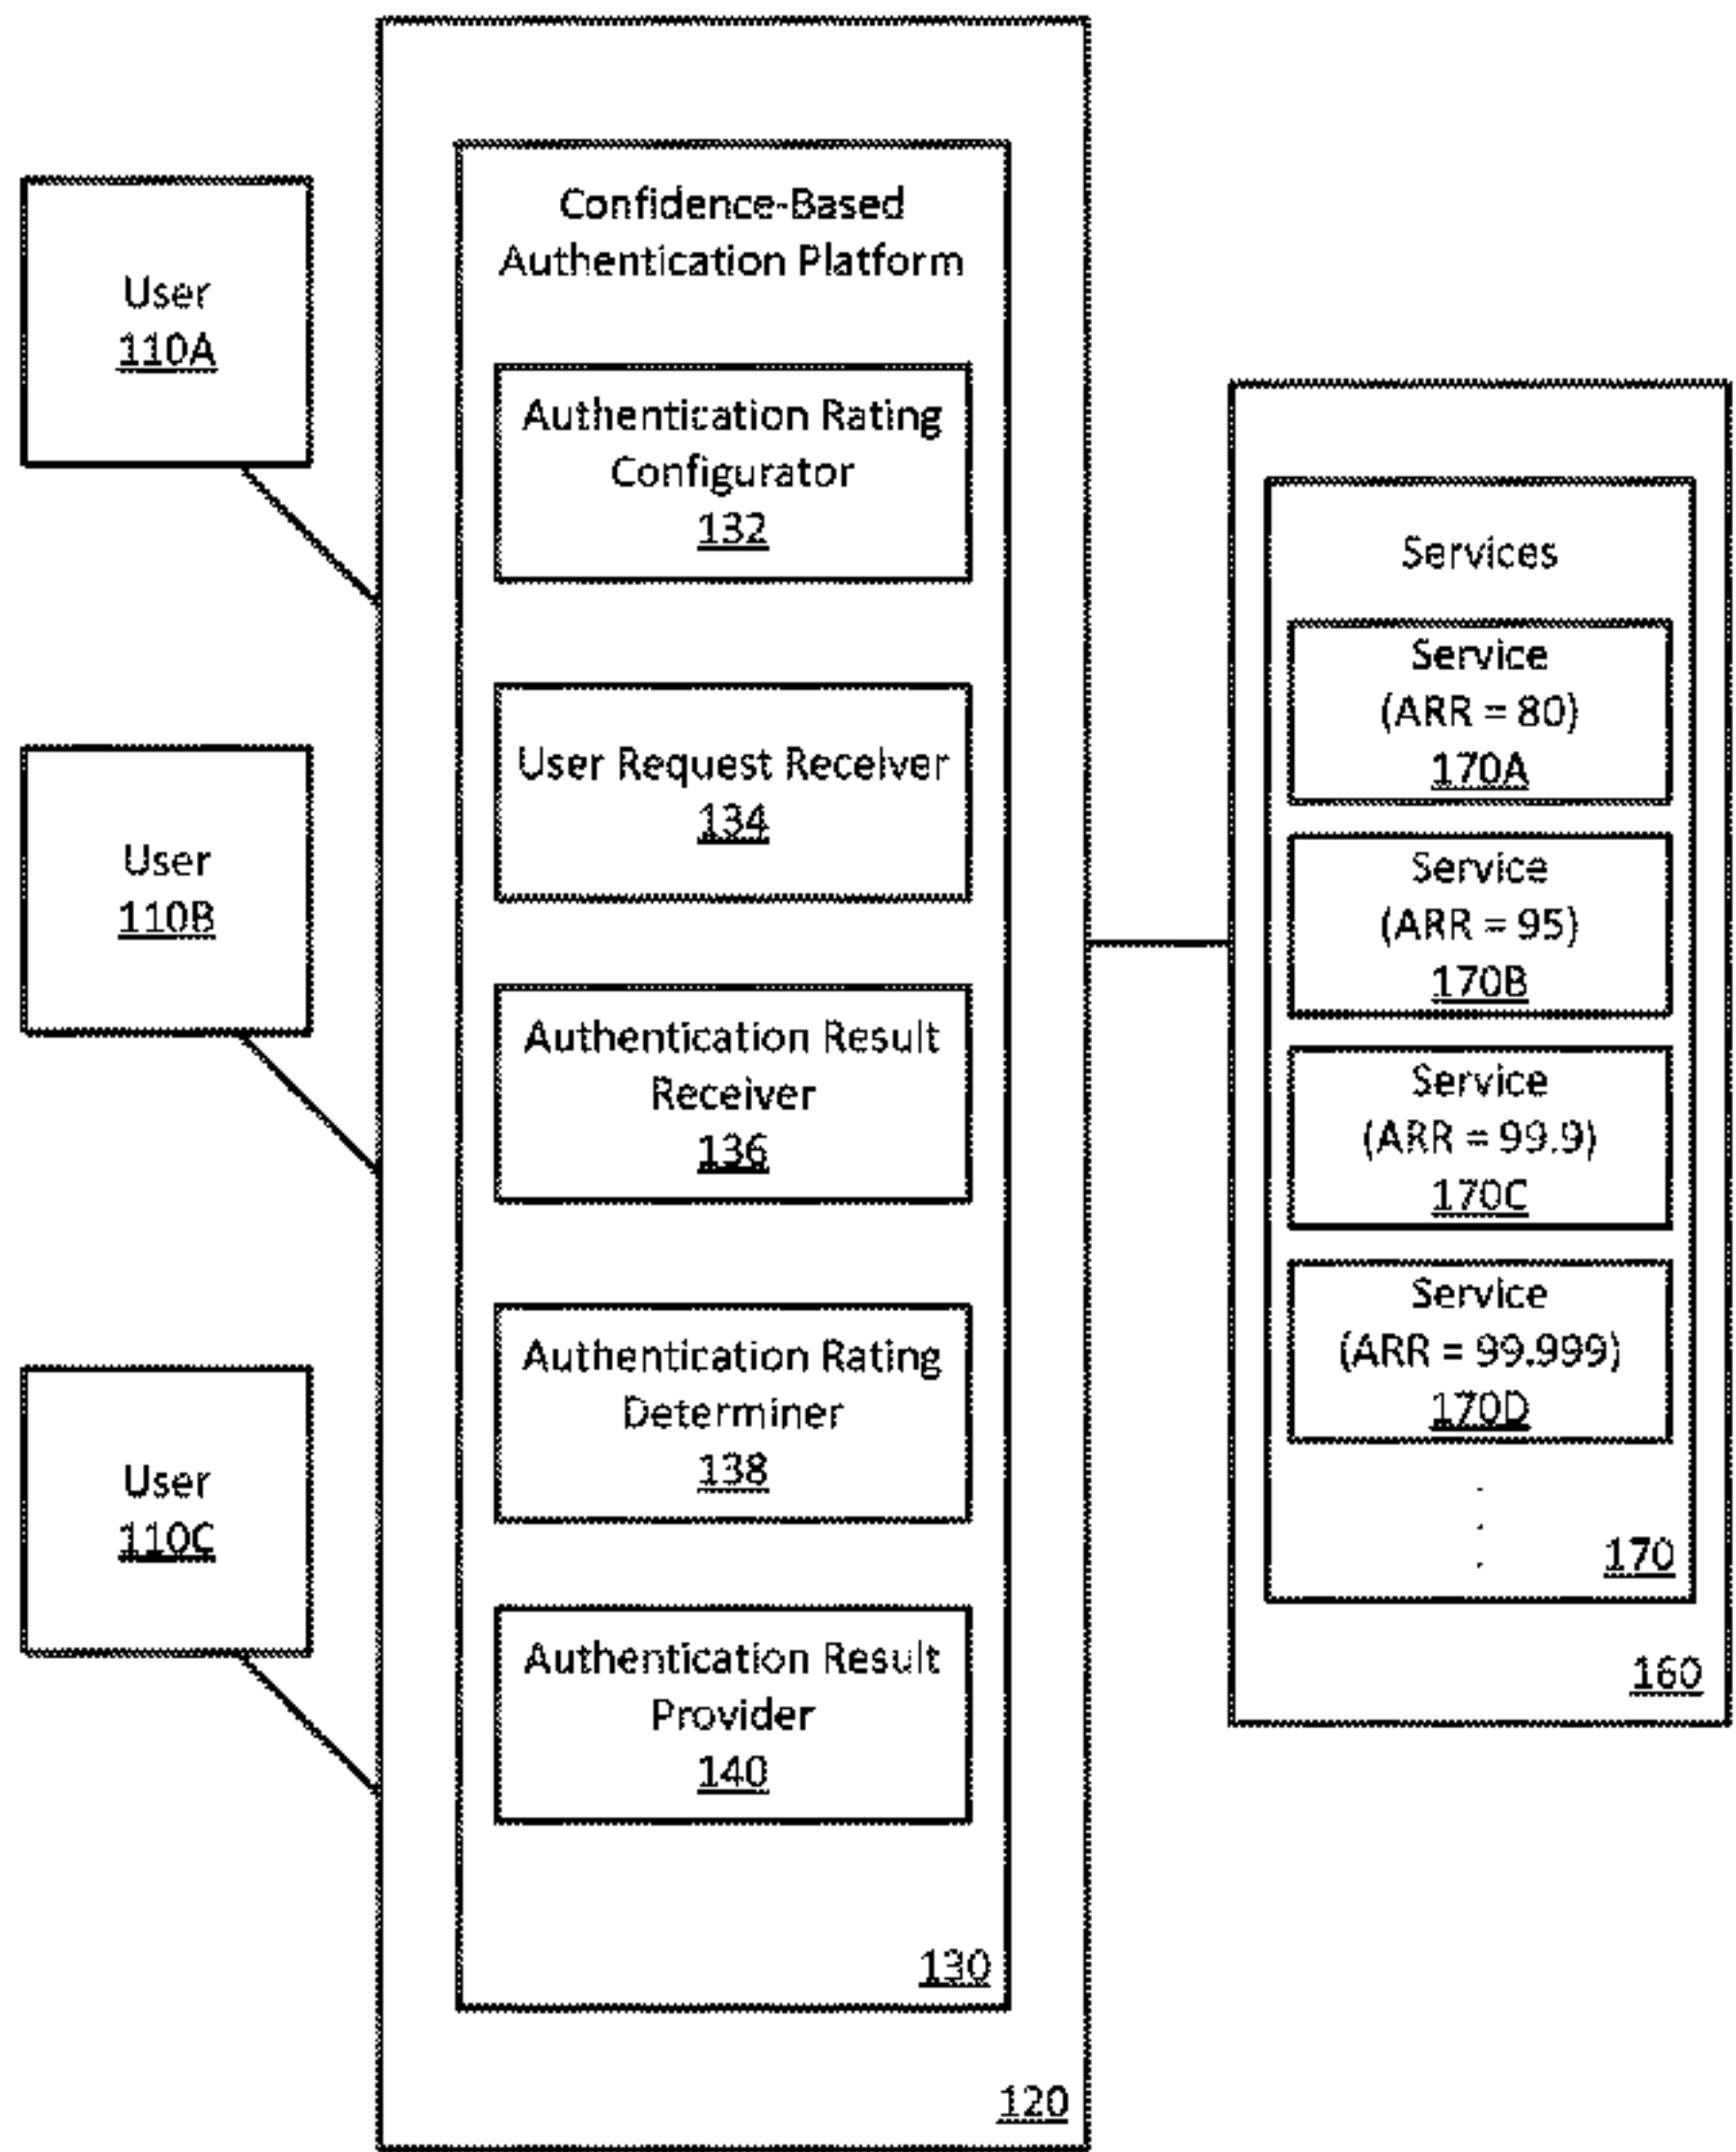 User
110A
User
110B
User
110C
Confidence-Based
Authentication Platform
Authentication Rating
Configurator
132
User Request Receiver
134
Authentication Result
Receiver
136
Authentication Rating
Determiner
138
Authentication Result
Provider
140
130
120
Services
Service
(ARR = 80)
170A
Service
(ARR = 95)
170B
Service
(ARR = 99.9)
170C
Service
(ARR = 99.999)
170D
.
.
.
170
160